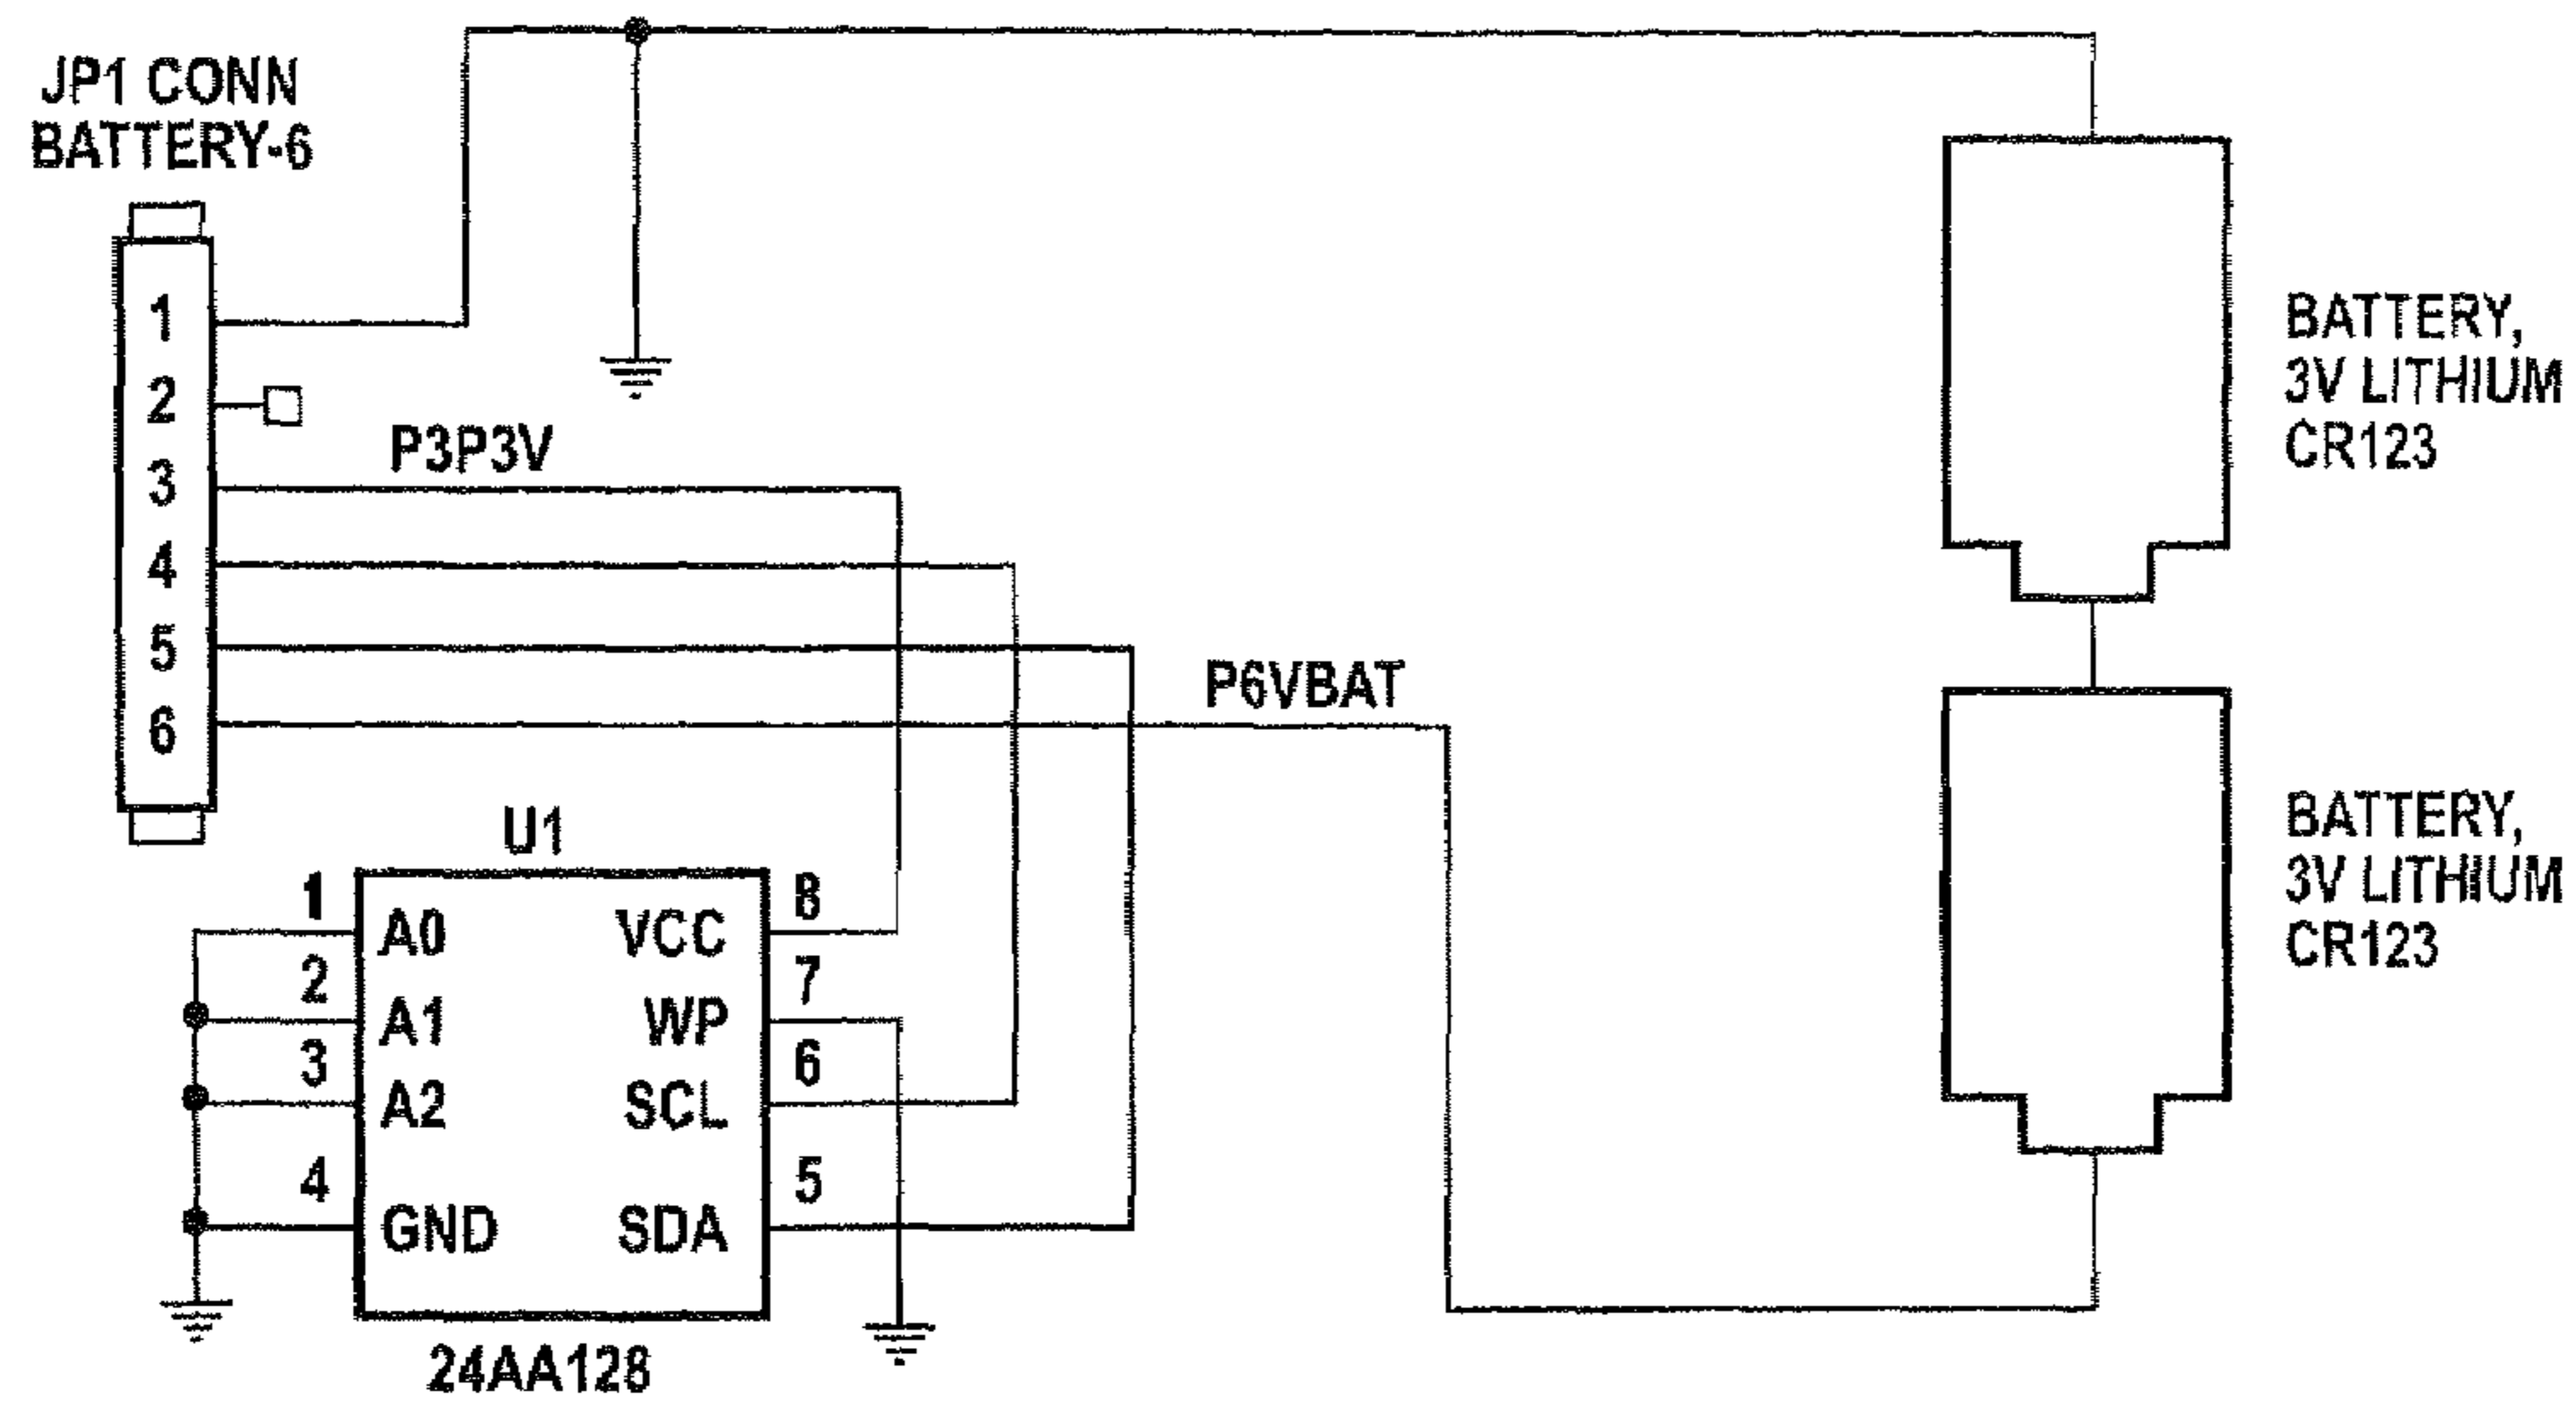 JP1 CONN
BATTERY-6
1
2
3
4
5
6
P3P3V
P6VBAT
BATTERY,
3V LITHIUM
CR123
BATTERY,
3V LITHIUM
CR123
U1
1 A0 VCC 8
2 A1 WP 7
3 A2 SCL 6
4 GND SDA 5
24AA128